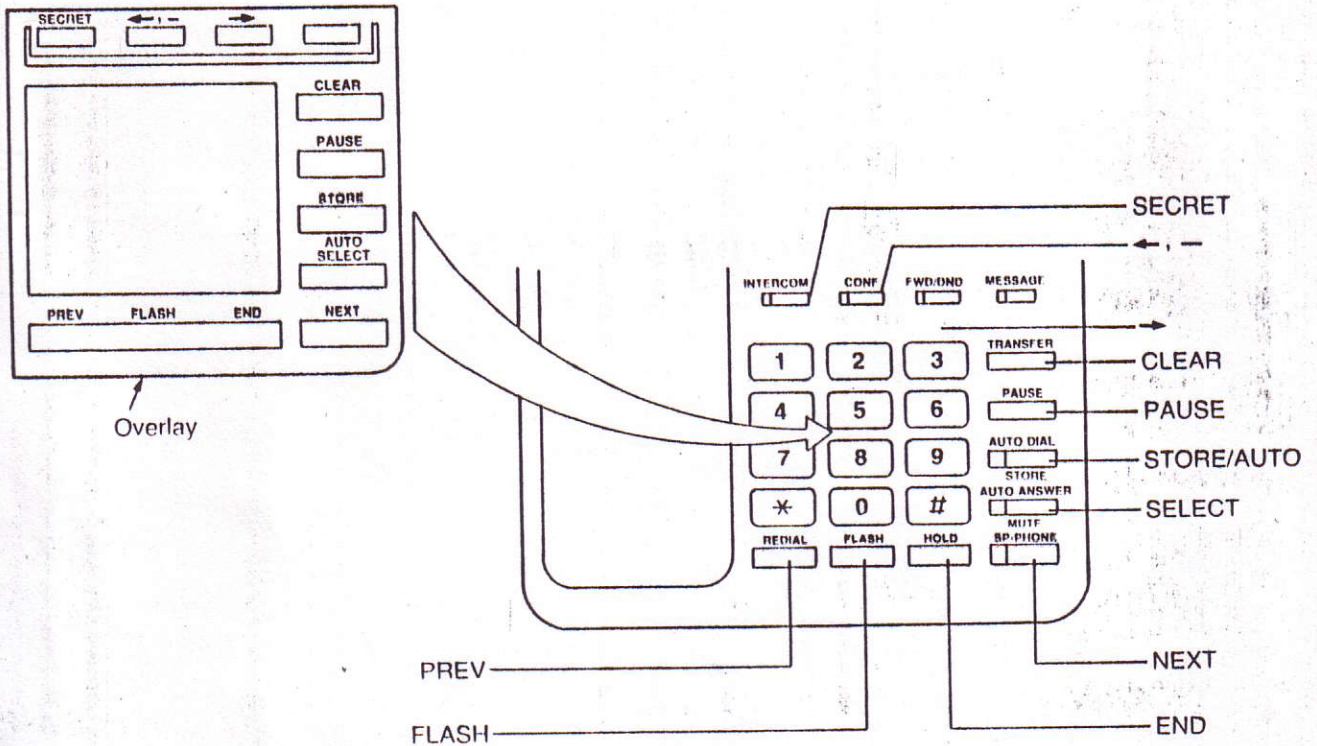 SECRET ← , – →
CLEAR
PAUSE
STORE
AUTO
SELECT
PREV FLASH END NEXT
Overlay
SECRET
← , –
INTERCOM CONF FWD/DND MESSAGE
→
TRANSFER
1 2 3 CLEAR
PAUSE
4 5 6 PAUSE
AUTO DIAL
7 8 9 STORE/AUTO
STORE
AUTO ANSWER
* 0 # SELECT
MUTE
REDIAL FLASH HOLD SP-PHONE
PREV NEXT
FLASH END